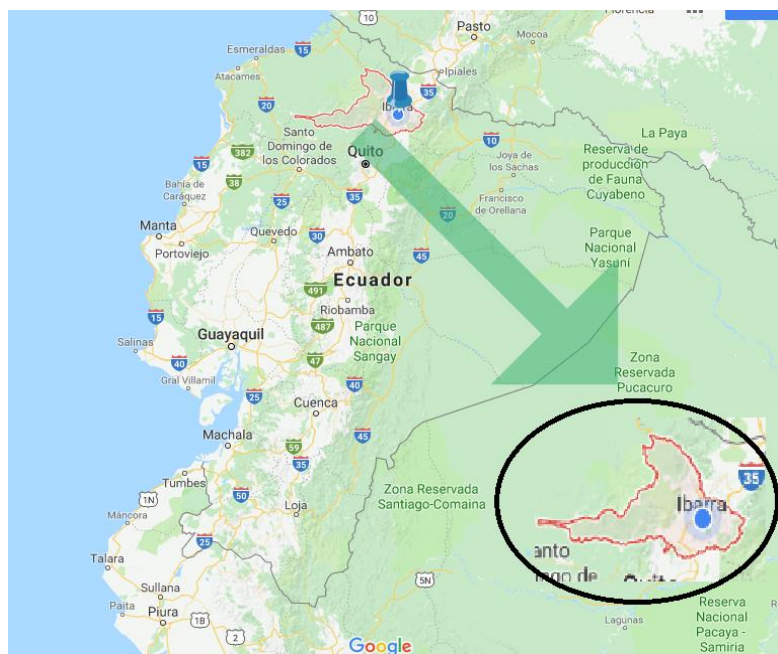 10
Pasto
Mocoa
Esmeraldas
15
Ipiales
Atacames
20
35
Ibarra
Santo
Domingo de
los Colorados
382
Quito
10
La Paya
15
38
Joya de
los Sachas
Reserva de
producción
de Fauna
Cuyabeno
Bahía de
Caráquez
25
35
Francisco
de Orellana
20
Manta
Portoviejo
Quevedo
30
Parque
Nacional
Yasuní
Ambato
45
Ecuador
491
15
Riobamba
487
Guayaquil
Parque
Nacional
Sangay
Salinas
40
47
Zona
Reservada
Pucacuro
Gral Villamil
25
40
Cuenca
Machala
59
45
35
35
Ibarra
Tumbes
50
Loja
Zona Reservada
Santiago-Comaina
1N
Máncora
anto
ngo de
25
Talara
5N
Sullana
Paita
1B
Piura
2
Lagunas
Reserva
Nacional
Pacaya -
Samiria
Google